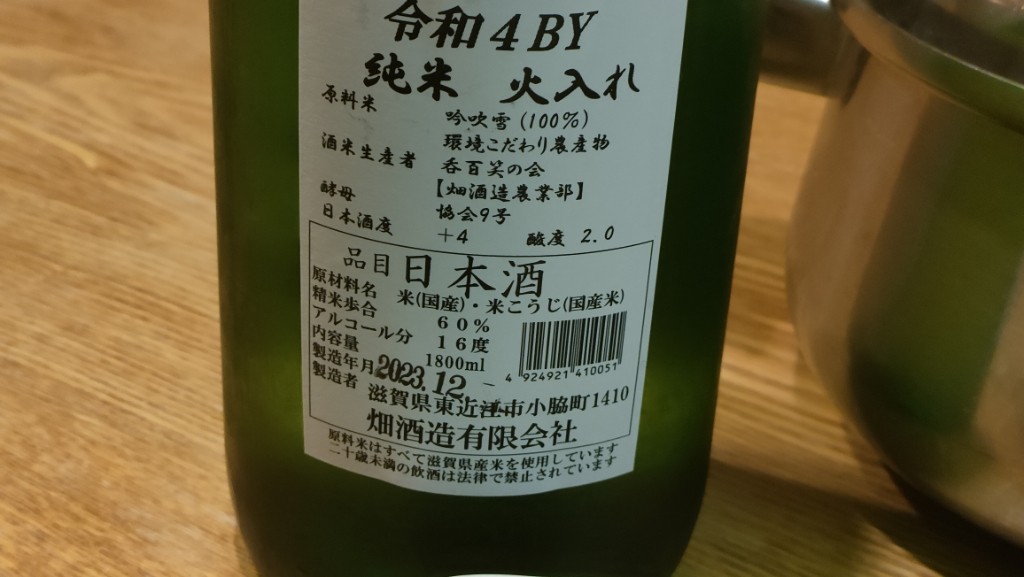 令和4BY
純米 火入れ
原料米 吟吹雪(100%)
環境こだわり農産物
酒米生産者 呑百笑の会
【畑酒造農業部】
酵母 協会9号
日本酒度 +4 酸度 2.0
品目 日本酒
原材料名 米(国産)・米こうじ(国産米)
精米歩合 60%
アルコール分 16度
内容量 1800ml
製造年月 2023.12
4 924921 410051
製造者 滋賀県東近江市小脇町1410
畑酒造有限会社
原料米はすべて滋賀県産米を使用しています
二十歳未満の飲酒は法律で禁止されています